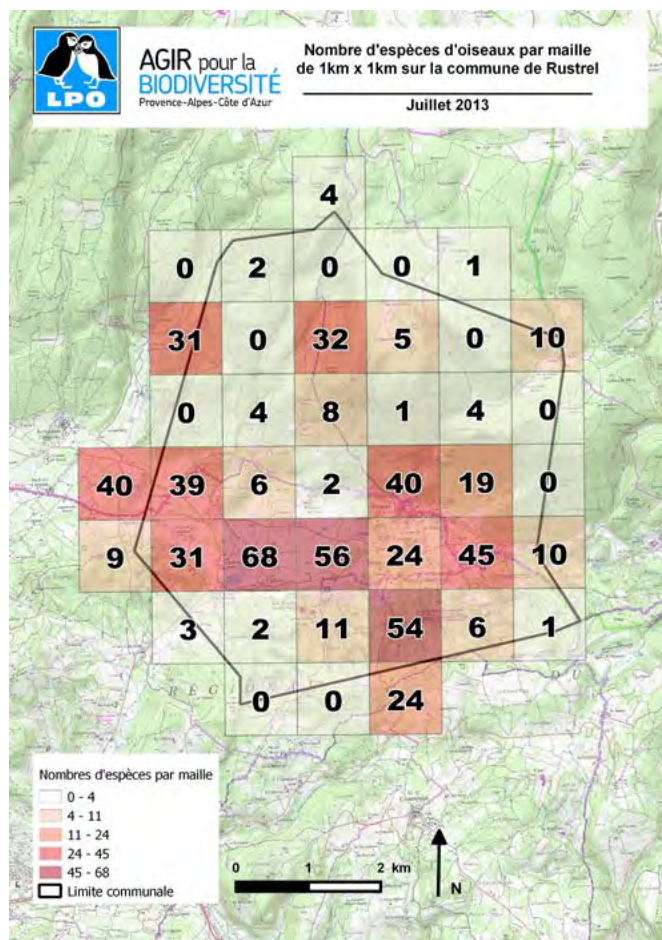 LPO
AGIR pour la
BIODIVERSITÉ
Provence-Alpes-Côte d'Azur
Nombre d'espèces d'oiseaux par maille
de 1km x 1km sur la commune de Rustrel
Juillet 2013
4
0 2 0 0 1
31 0 32 5 0 10
0 4 8 1 4 0
40 39 6 2 40 19 0
9 31 68 56 24 45 10
3 2 11 54 6 1
0 0 24
Nombres d'espèces par maille
0 - 4
4 - 11
11 - 24
24 - 45
45 - 68
Limite communale
0 1 2 km
N